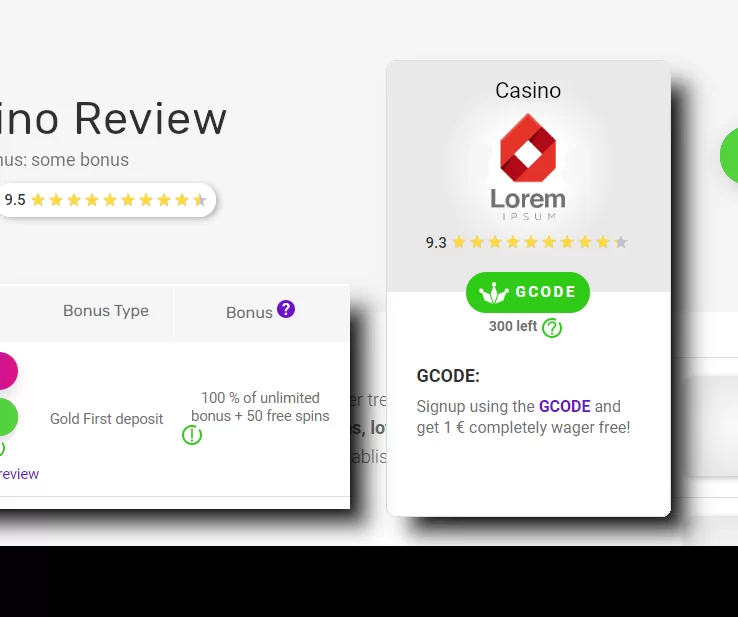 ino Review
nus: some bonus
9.5
Bonus Type
Bonus ?
Gold First deposit
100 % of unlimited
bonus + 50 free spins
review
Casino
Lorem
IPSUM
9.3
GCODE
300 left ?
GCODE:
Signup using the GCODE and
get 1 € completely wager free!
er tre
s, lo
ablis